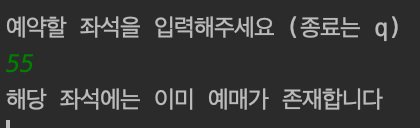 예약할 좌석을 입력해주세요 (종료는 q)
55
해당 좌석에는 이미 예매가 존재합니다